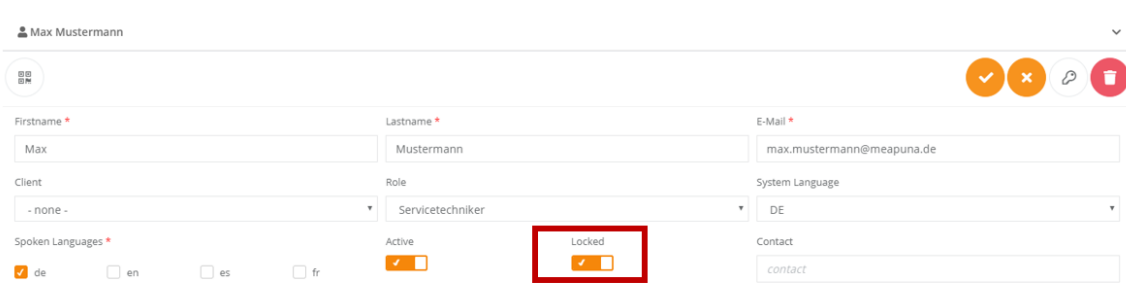 Max Mustermann
Firstname * Lastname * E-Mail *
Max Mustermann max.mustermann@meapuna.de
Client Role System Language
- none - Servicetechniker DE
Spoken Languages * Active Locked Contact
de en es fr contact